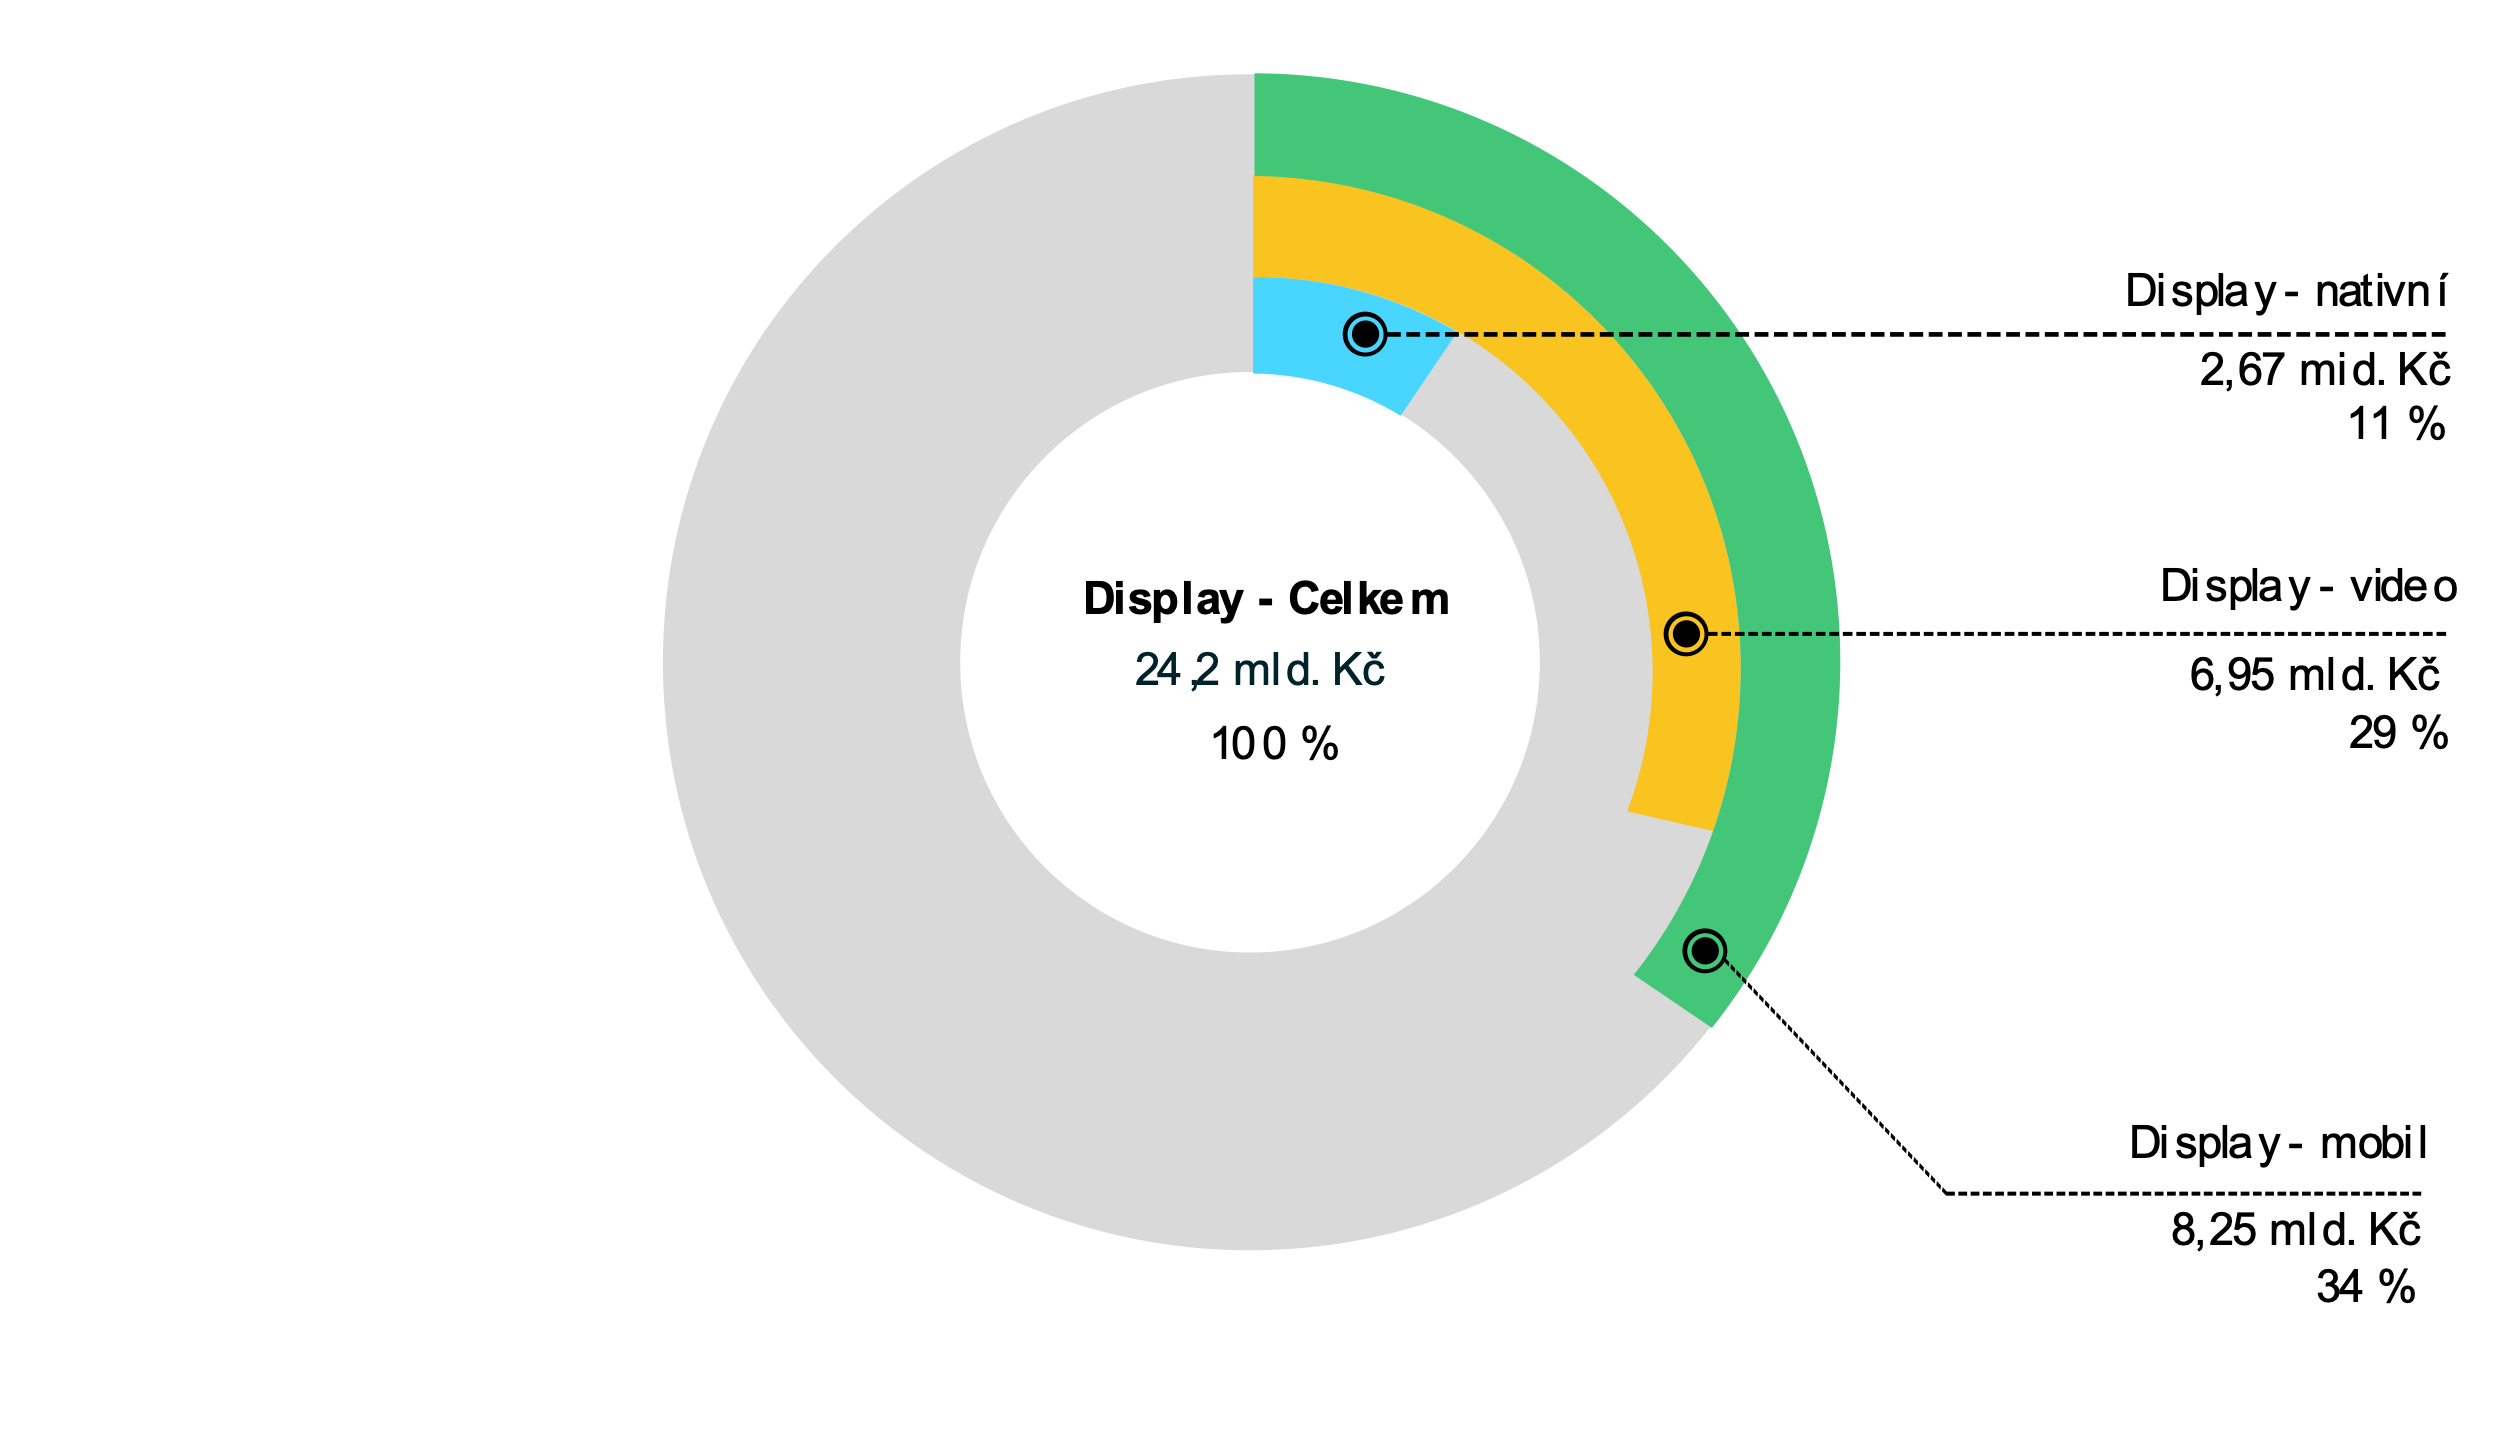 Display - nativní
2,67 mid. Kč
11 %
Display - video
6,95 mld. Kč
29 %
Display - Celkem
24,2 mld. Kč
100 %
Display - mobil
8,25 mld. Kč
34 %